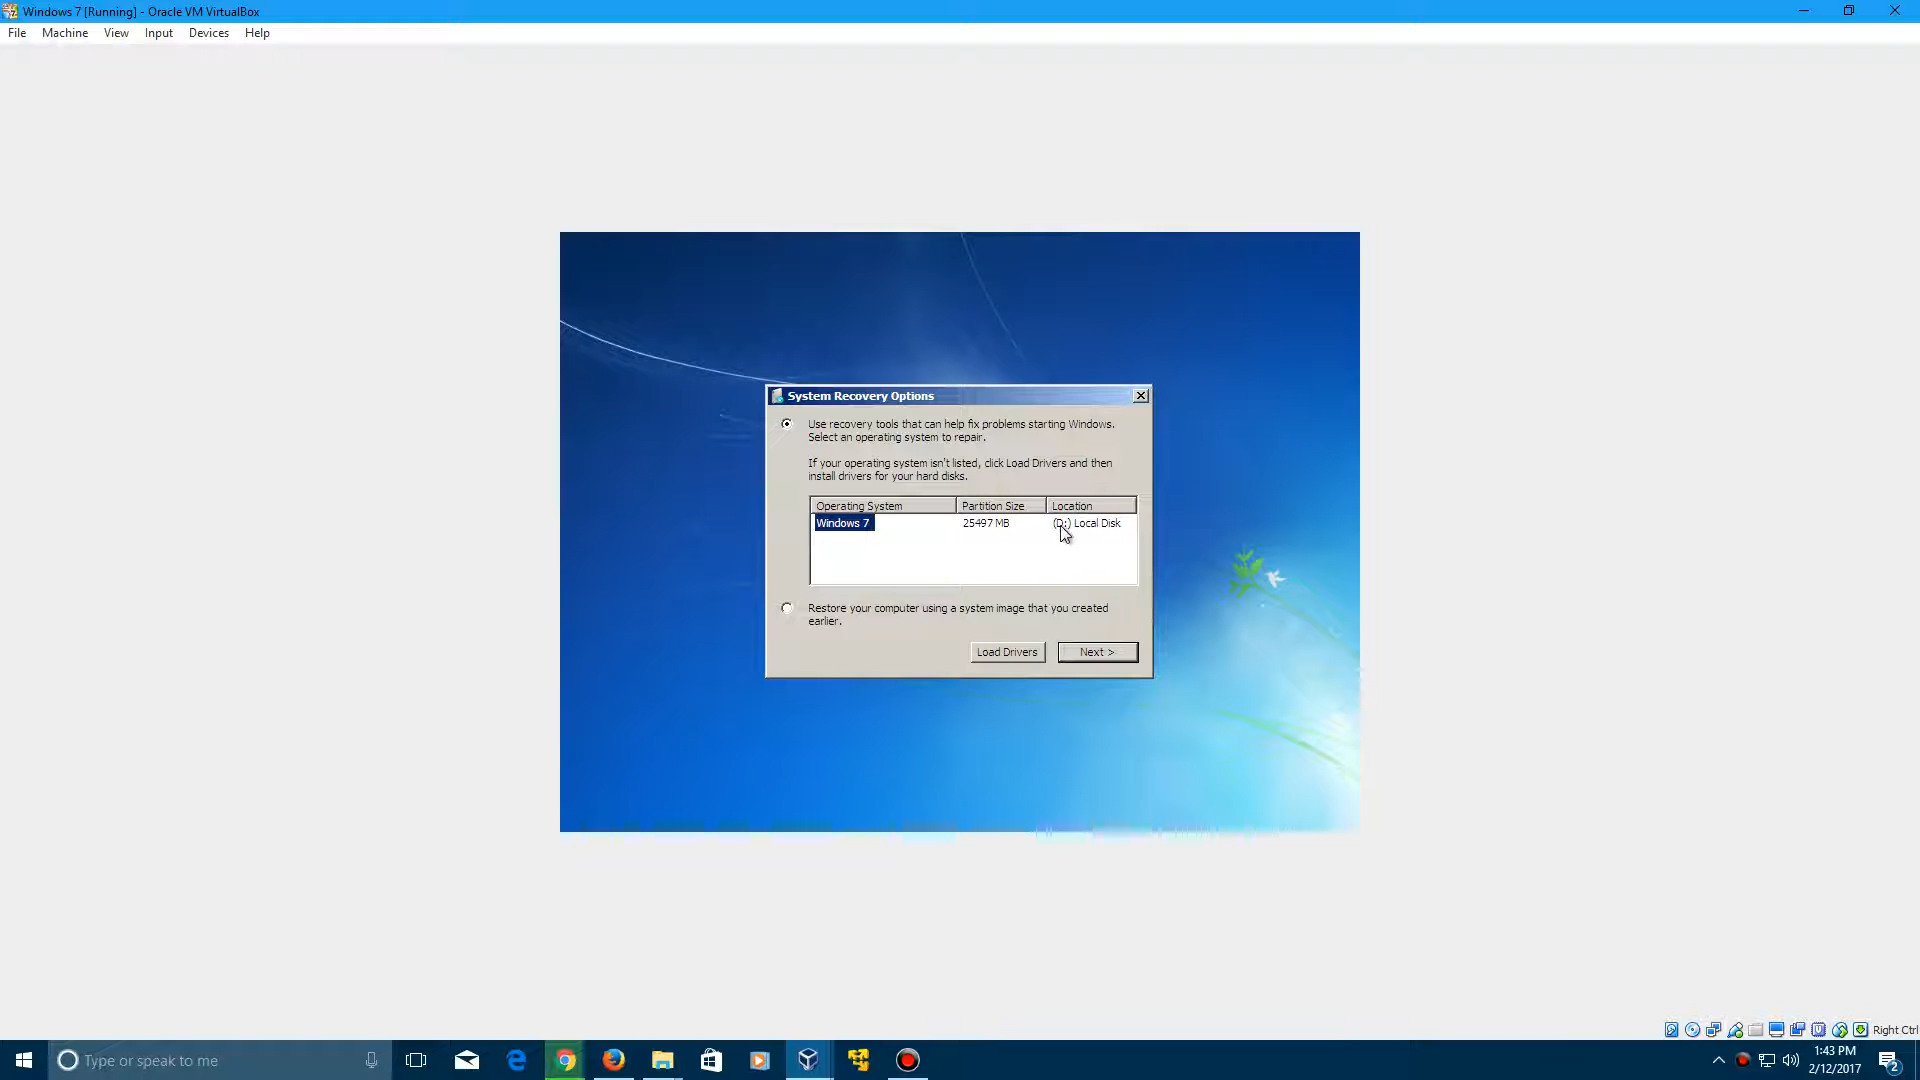 Windows 7 [Running] - Oracle VM VirtualBox
File Machine View Input Devices Help
System Recovery Options
Use recovery tools that can help fix problems starting Windows.
Select an operating system to repair.
If your operating system isn't listed, click Load Drivers and then
install drivers for your hard disks.
Operating System Partition Size Location
Windows 7 25497 MB (D:) Local Disk
Restore your computer using a system image that you created
earlier.
Load Drivers Next >
Right Ctrl
Type or speak to me
1:43 PM
2/12/2017
2